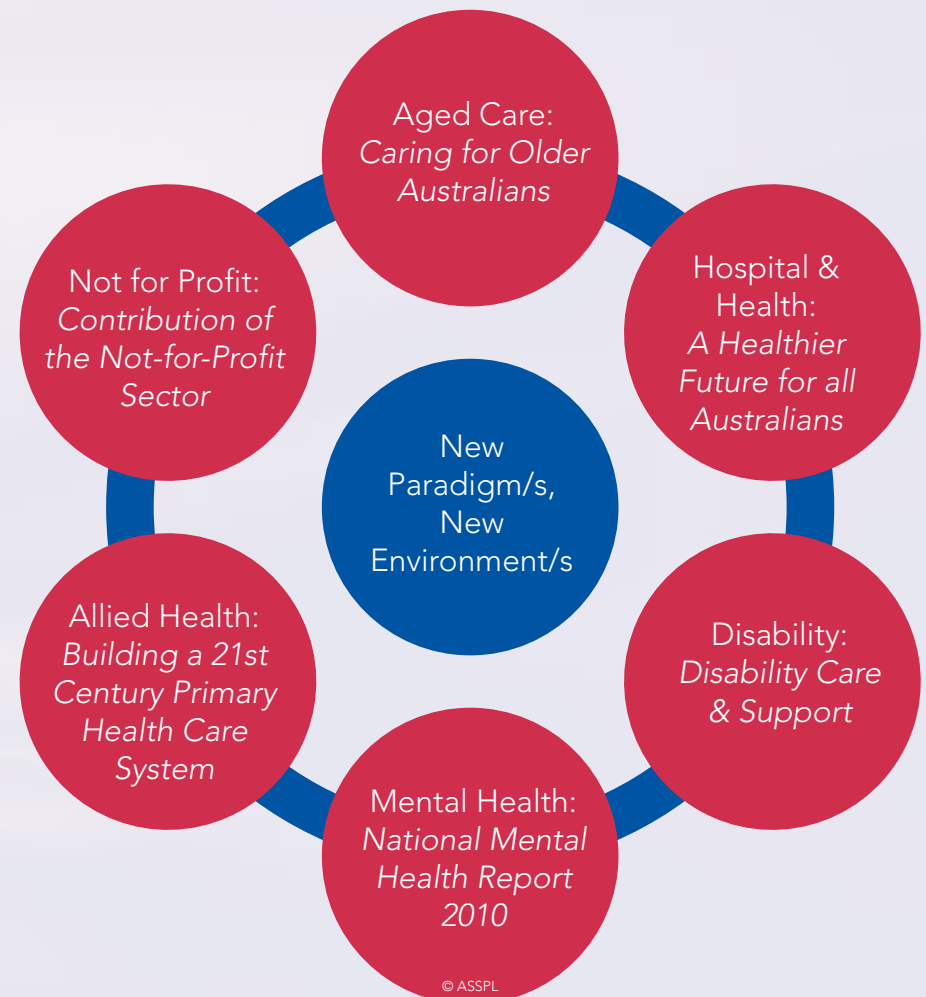 Aged Care:
Caring for Older
Australians
Hospital &
Health:
A Healthier
Future for all
Australians
Disability:
Disability Care
& Support
Mental Health:
National Mental
Health Report
2010
Allied Health:
Building a 21st
Century Primary
Health Care
System
Not for Profit:
Contribution of
the Not-for-Profit
Sector
New
Paradigm/s,
New
Environment/s
© ASSPL